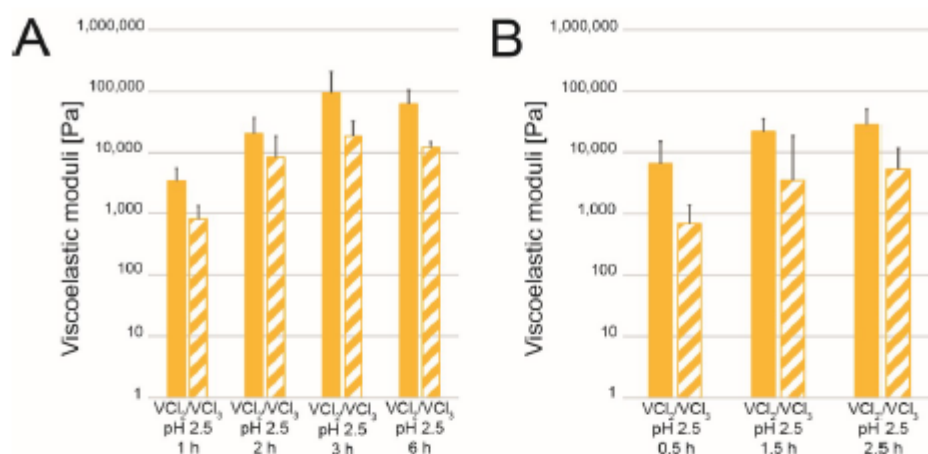 A
Viscoelastic moduli [Pa]
1,000,000
100,000
10,000
1,000
100
10
1
VCl2/VCl3 VCl2/VCl3 VCl2/VCl3 VCl2/VCl3
pH 2.5 pH 2.5 pH 2.5 pH 2.5
1 h 2 h 3 h 6 h
B
Viscoelastic moduli [Pa]
1,000,000
100,000
10,000
1,000
100
10
1
VCl2/VCl3 VCl2/VCl3 VCl2/VCl3
pH 2.5 pH 2.5 pH 2.5
0.5 h 1.5 h 2.5 h